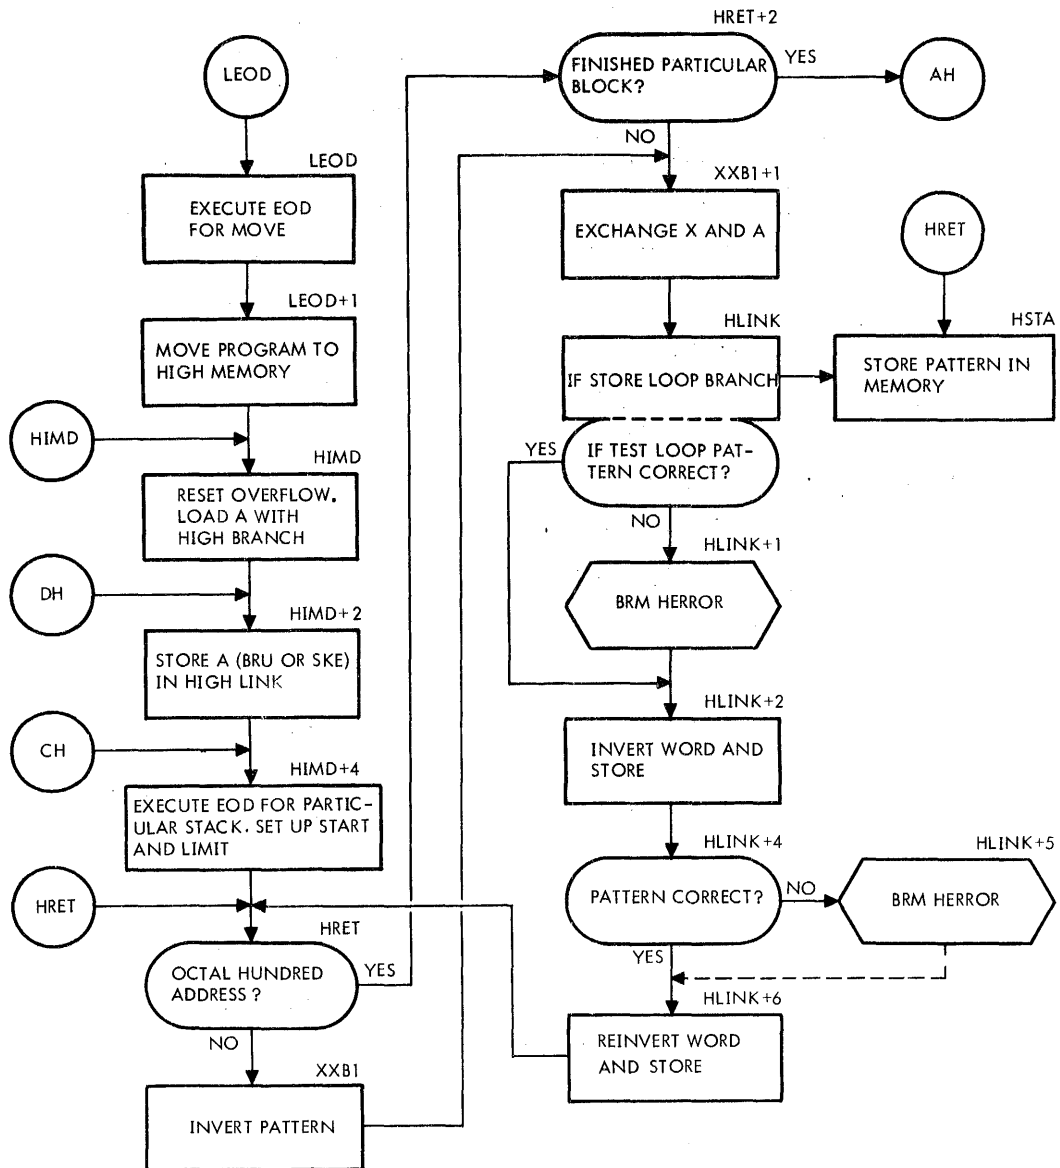 LEOD
LEOD
EXECUTE EOD
FOR MOVE
LEOD+1
MOVE PROGRAM TO
HIGH MEMORY
HIMD
HIMD
RESET OVERFLOW.
LOAD A WITH
HIGH BRANCH
DH
HIMD+2
STORE A (BRU OR SKE)
IN HIGH LINK
CH
HIMD+4
EXECUTE EOD FOR PARTIC-
ULAR STACK. SET UP START
AND LIMIT
HRET
HRET
OCTAL HUNDRED
ADDRESS?
YES
NO
XXB1
INVERT PATTERN
HRET+2
FINISHED PARTICULAR
BLOCK?
YES
AH
NO
XXB1+1
EXCHANGE X AND A
HRET
HLINK
IF STORE LOOP BRANCH
HSTA
STORE PATTERN IN
MEMORY
YES
IF TEST LOOP PAT-
TERN CORRECT?
NO
HLINK+1
BRM HERROR
HLINK+2
INVERT WORD AND
STORE
HLINK+4
PATTERN CORRECT?
NO
HLINK+5
BRM HERROR
YES
HLINK+6
REINVERT WORD
AND STORE